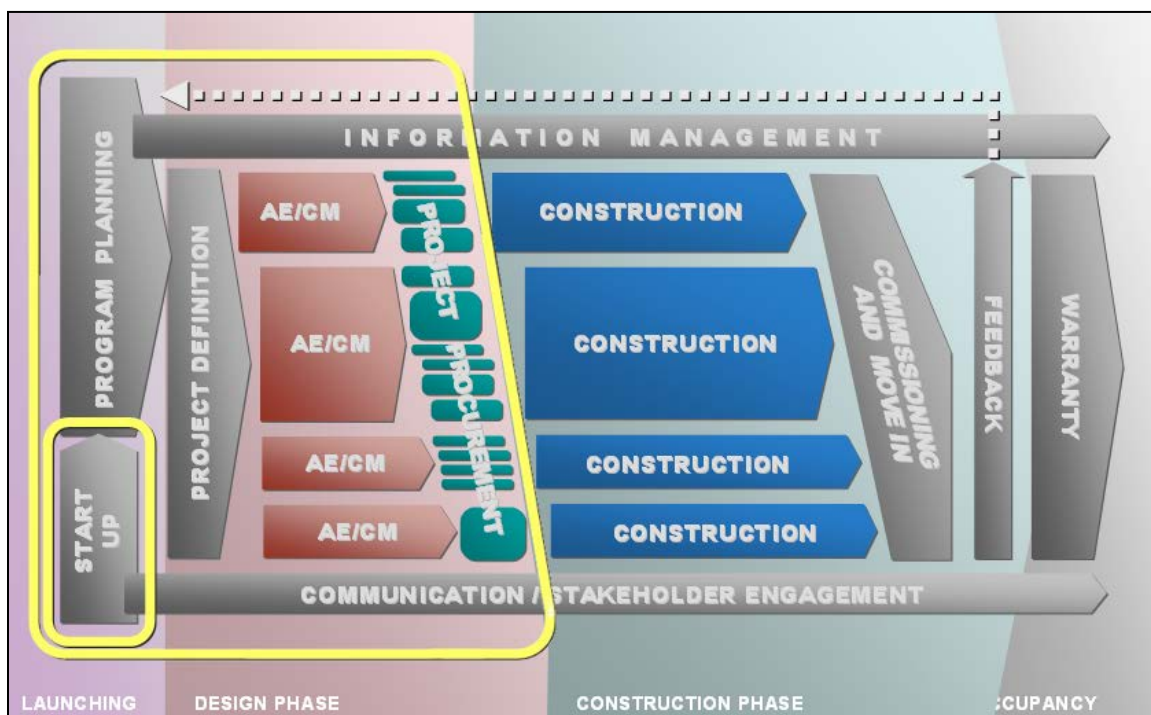 INFORMATION MANAGEMENT
PROGRAM PLANNING
START
UP
PROJECT DEFINITION
AE/CM
AE/CM
AE/CM
AE/CM
PROJECT PROCUREMENT
CONSTRUCTION
CONSTRUCTION
CONSTRUCTION
CONSTRUCTION
COMMISSIONING
AND MOVE IN
FEEDBACK
WARRANTY
COMMUNICATION / STAKEHOLDER ENGAGEMENT
LAUNCHING
DESIGN PHASE
CONSTRUCTION PHASE
CCUPANCY